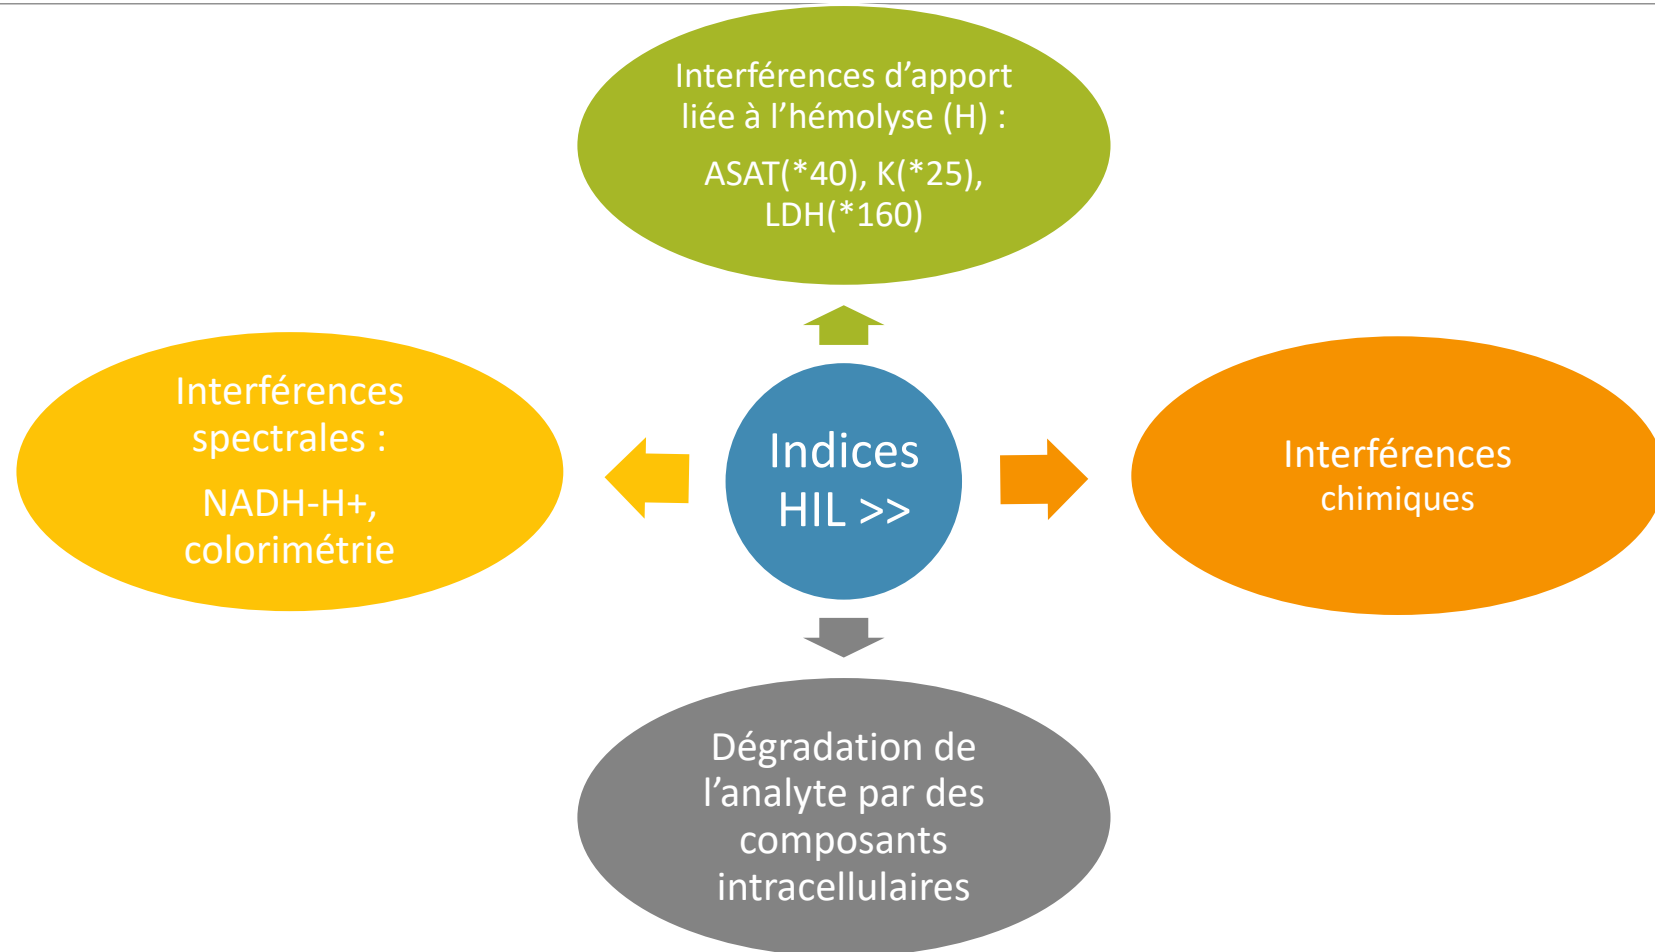 Interférences d’apport
liée à l’hémolyse (H) :
ASAT(*40), K(*25),
LDH(*160)
Interférences
spectrales :
NADH-H+,
colorimétrie
Indices
HIL >>
Interférences
chimiques
Dégradation de
l’analyte par des
composants
intracellulaires